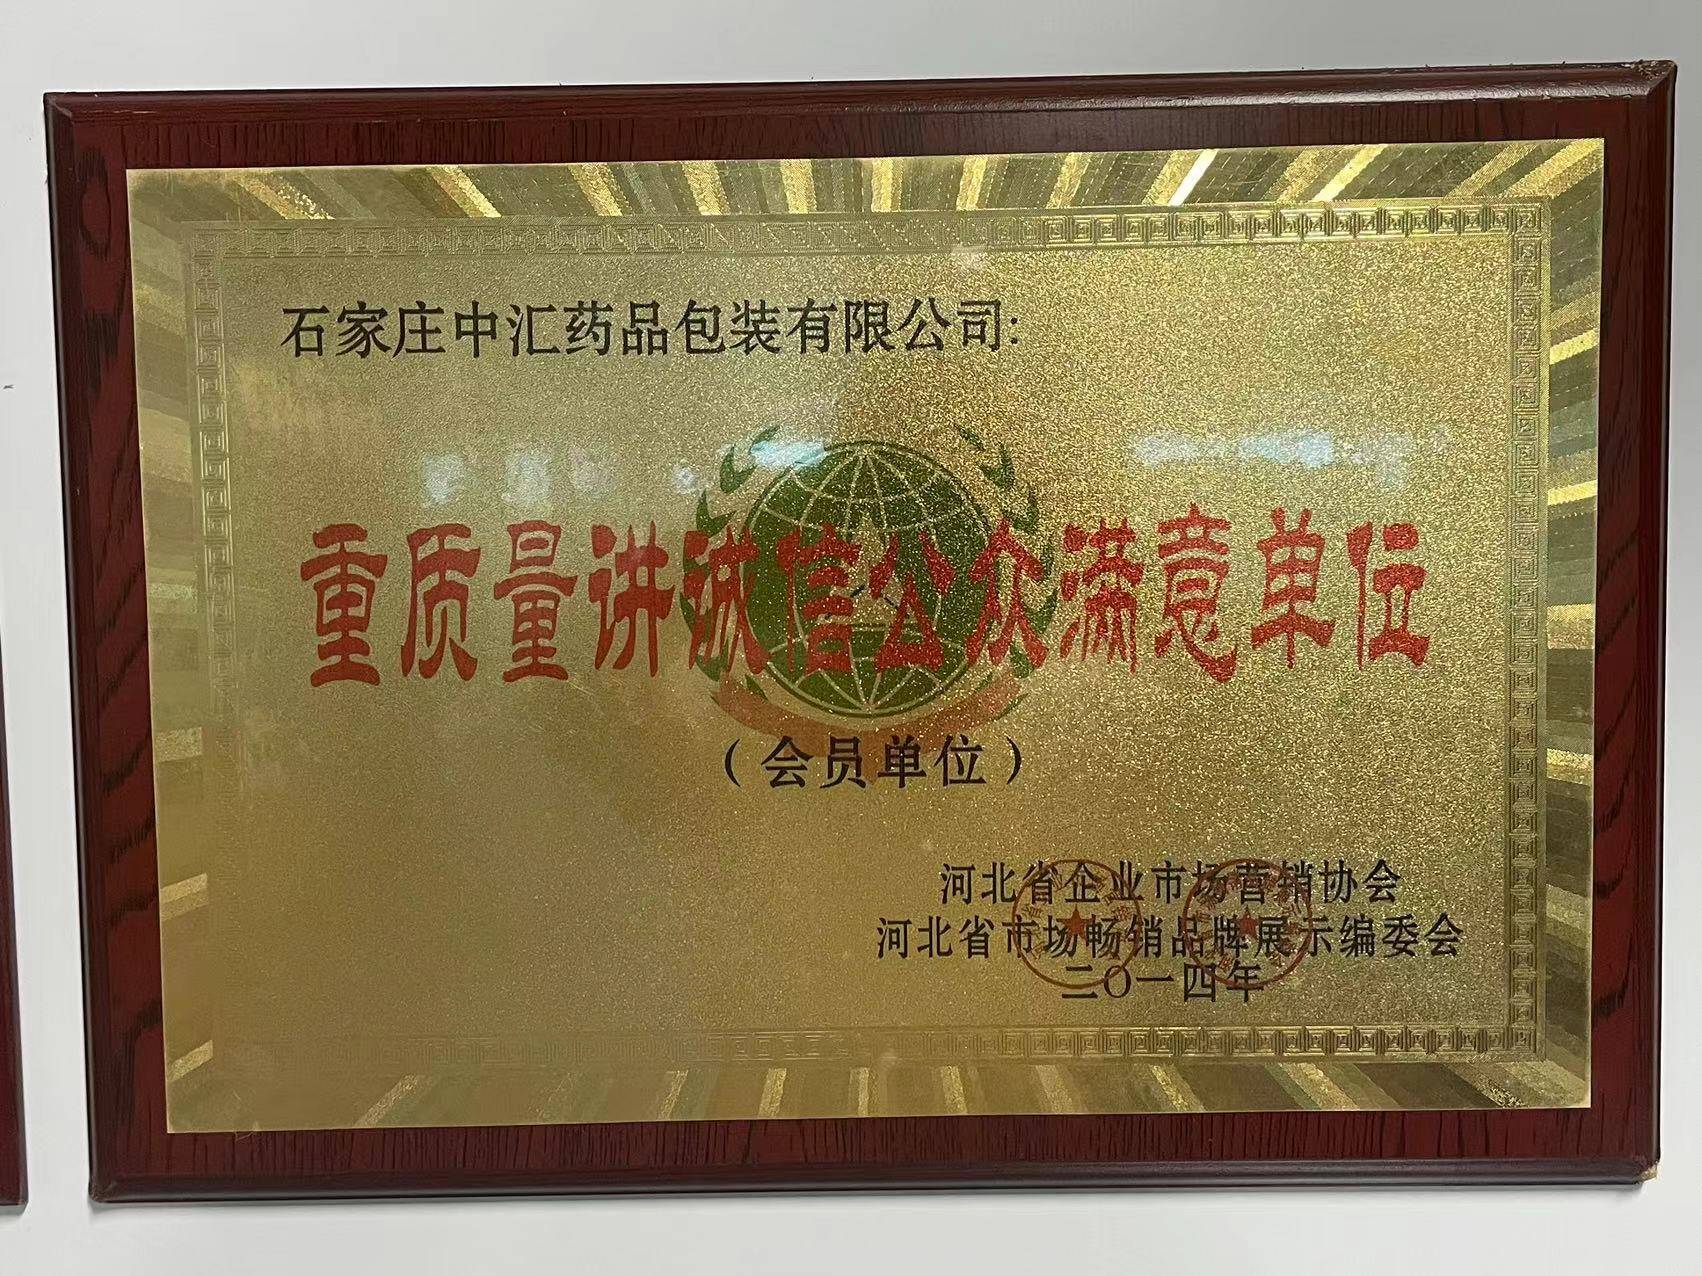 石家庄中汇药品包装有限公司:
重质量讲诚信公众满意单位
（会员单位）
河北省企业市场营销协会
河北省市场畅销品牌展示编委会
二〇一四年